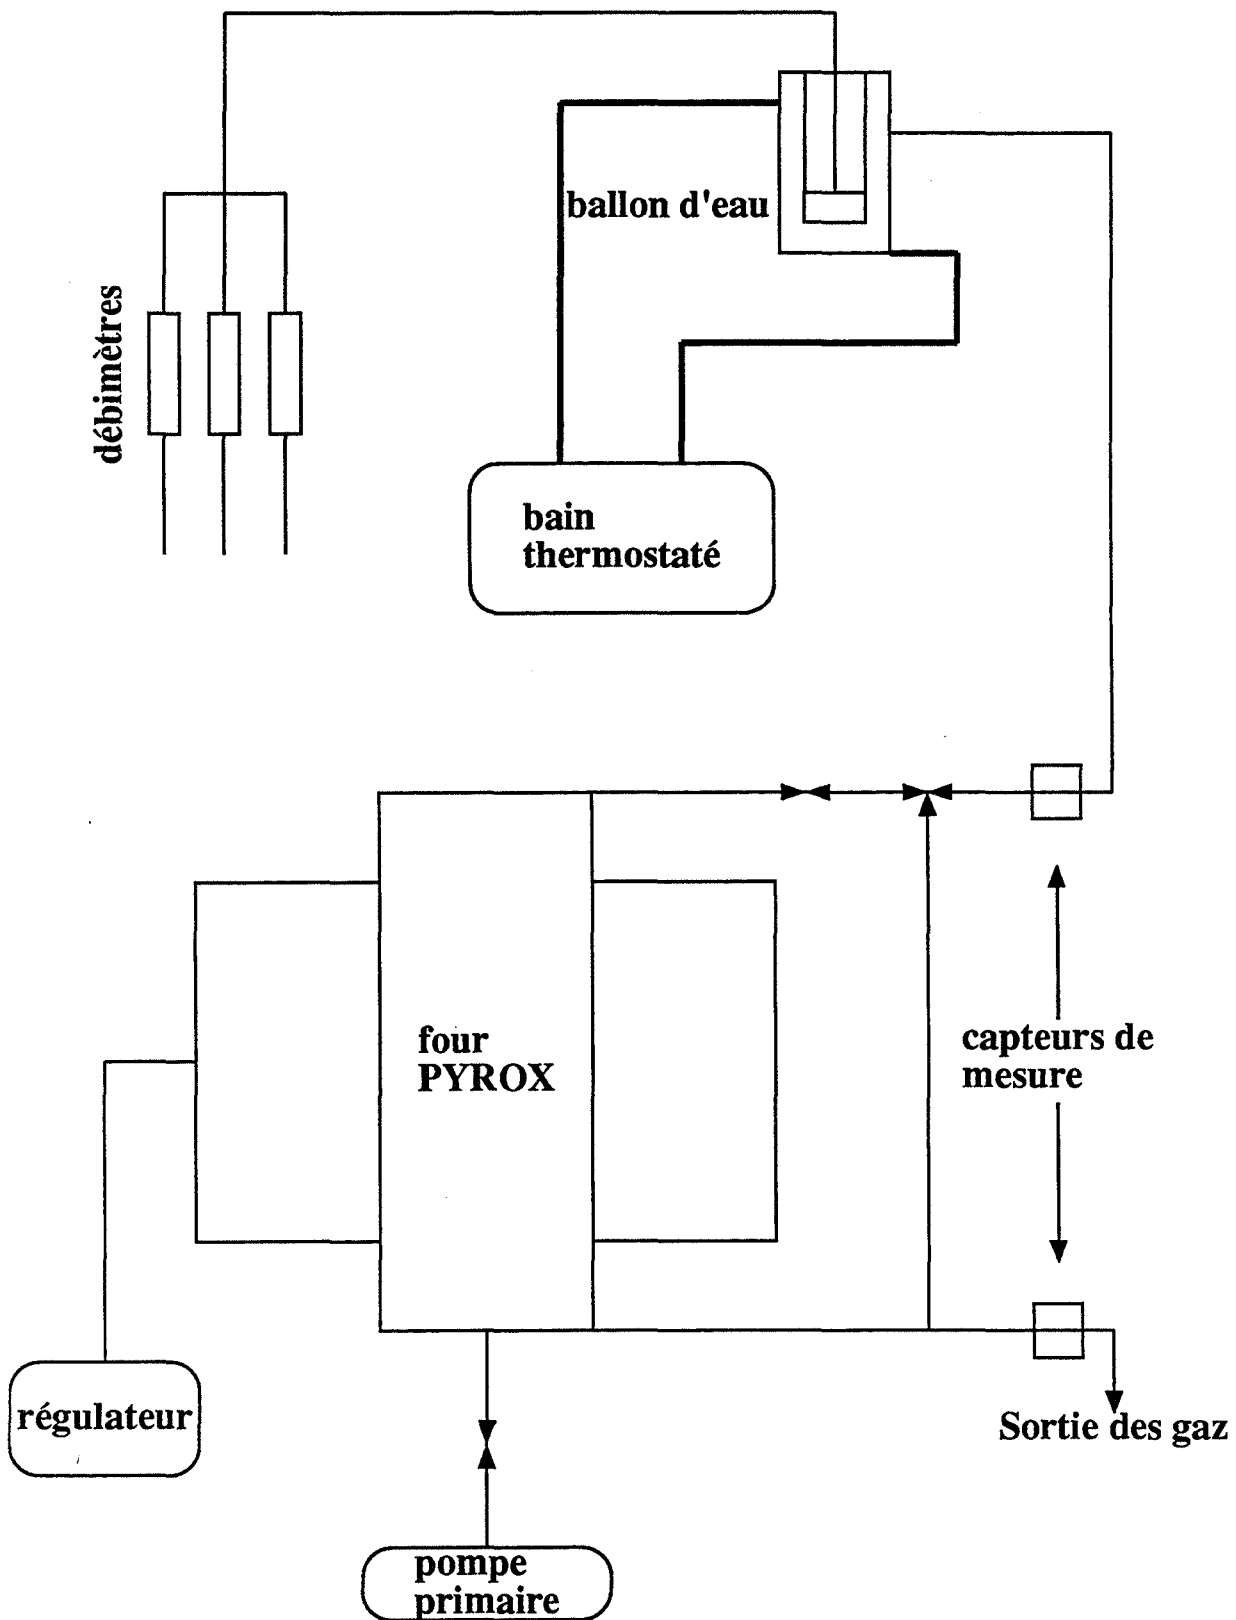 ballon d'eau
débimètres
bain
thermostaté
four
PYROX
capteurs de
mesure
régulateur
Sortie des gaz
pompe
primaire